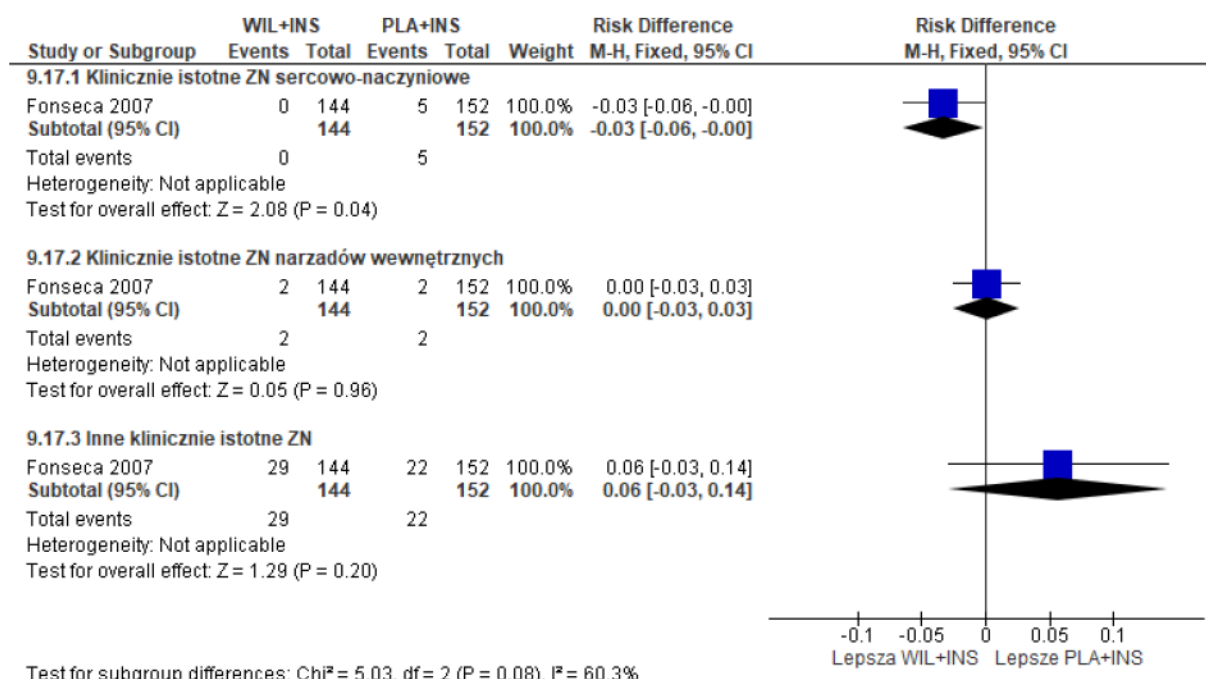 WIL+INS PLA+INS Risk Difference Risk Difference
Study or Subgroup Events Total Events Total Weight M-H, Fixed, 95% CI M-H, Fixed, 95% CI
9.17.1 Klinicznie istotne ZN sercowo-naczyniowe
Fonseca 2007 0 144 5 152 100.0% -0.03 [-0.06, -0.00]
Subtotal (95% CI) 144 152 100.0% -0.03 [-0.06, -0.00]
Total events 0 5
Heterogeneity: Not applicable
Test for overall effect: Z = 2.08 (P = 0.04)
9.17.2 Klinicznie istotne ZN narzadów wewnętrznych
Fonseca 2007 2 144 2 152 100.0% 0.00 [-0.03, 0.03]
Subtotal (95% CI) 144 152 100.0% 0.00 [-0.03, 0.03]
Total events 2 2
Heterogeneity: Not applicable
Test for overall effect: Z = 0.05 (P = 0.96)
9.17.3 Inne klinicznie istotne ZN
Fonseca 2007 29 144 22 152 100.0% 0.06 [-0.03, 0.14]
Subtotal (95% CI) 144 152 100.0% 0.06 [-0.03, 0.14]
Total events 29 22
Heterogeneity: Not applicable
Test for overall effect: Z = 1.29 (P = 0.20)
-0.1 -0.05 0 0.05 0.1
Lepsza WIL+INS Lepsze PLA+INS
Test for subgroup differences: Chi² = 5.03, df = 2 (P = 0.08), I² = 60.3%